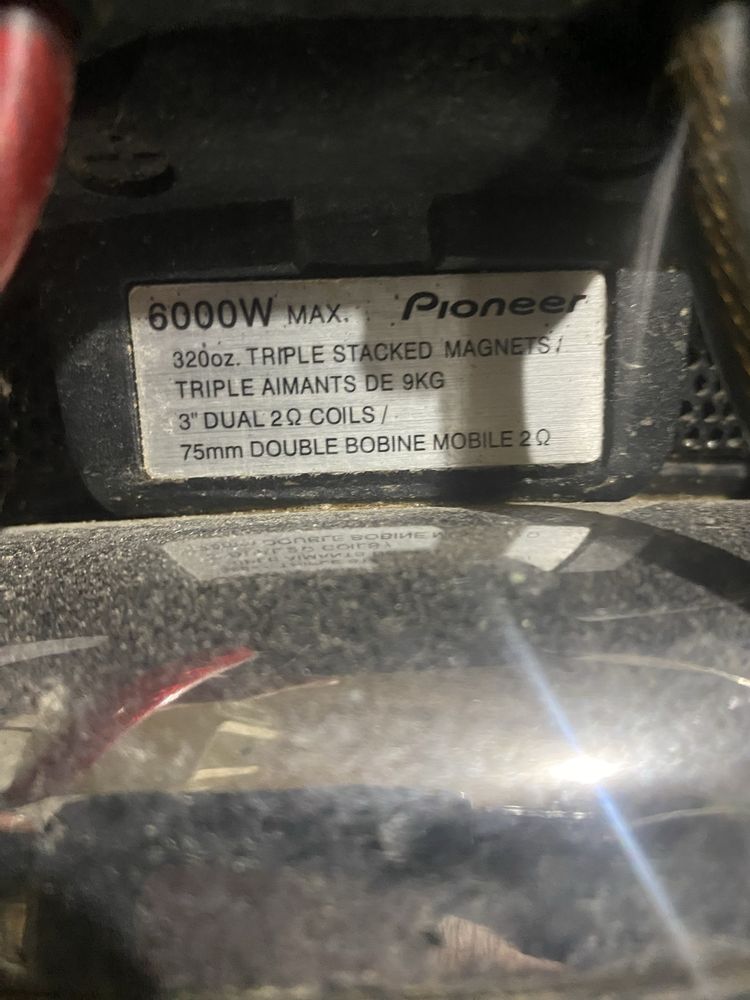 6000W MAX. Pioneer
320oz. TRIPLE STACKED MAGNETS /
TRIPLE AIMANTS DE 9KG
3" DUAL 2Ω COILS /
75mm DOUBLE BOBINE MOBILE 2Ω